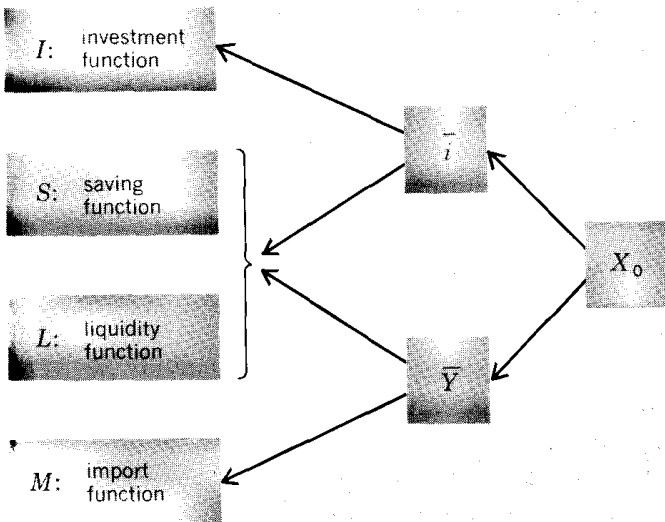 I: investment
function
S: saving
function
L: liquidity
function
M: import
function
i̅
Y̅
X₀